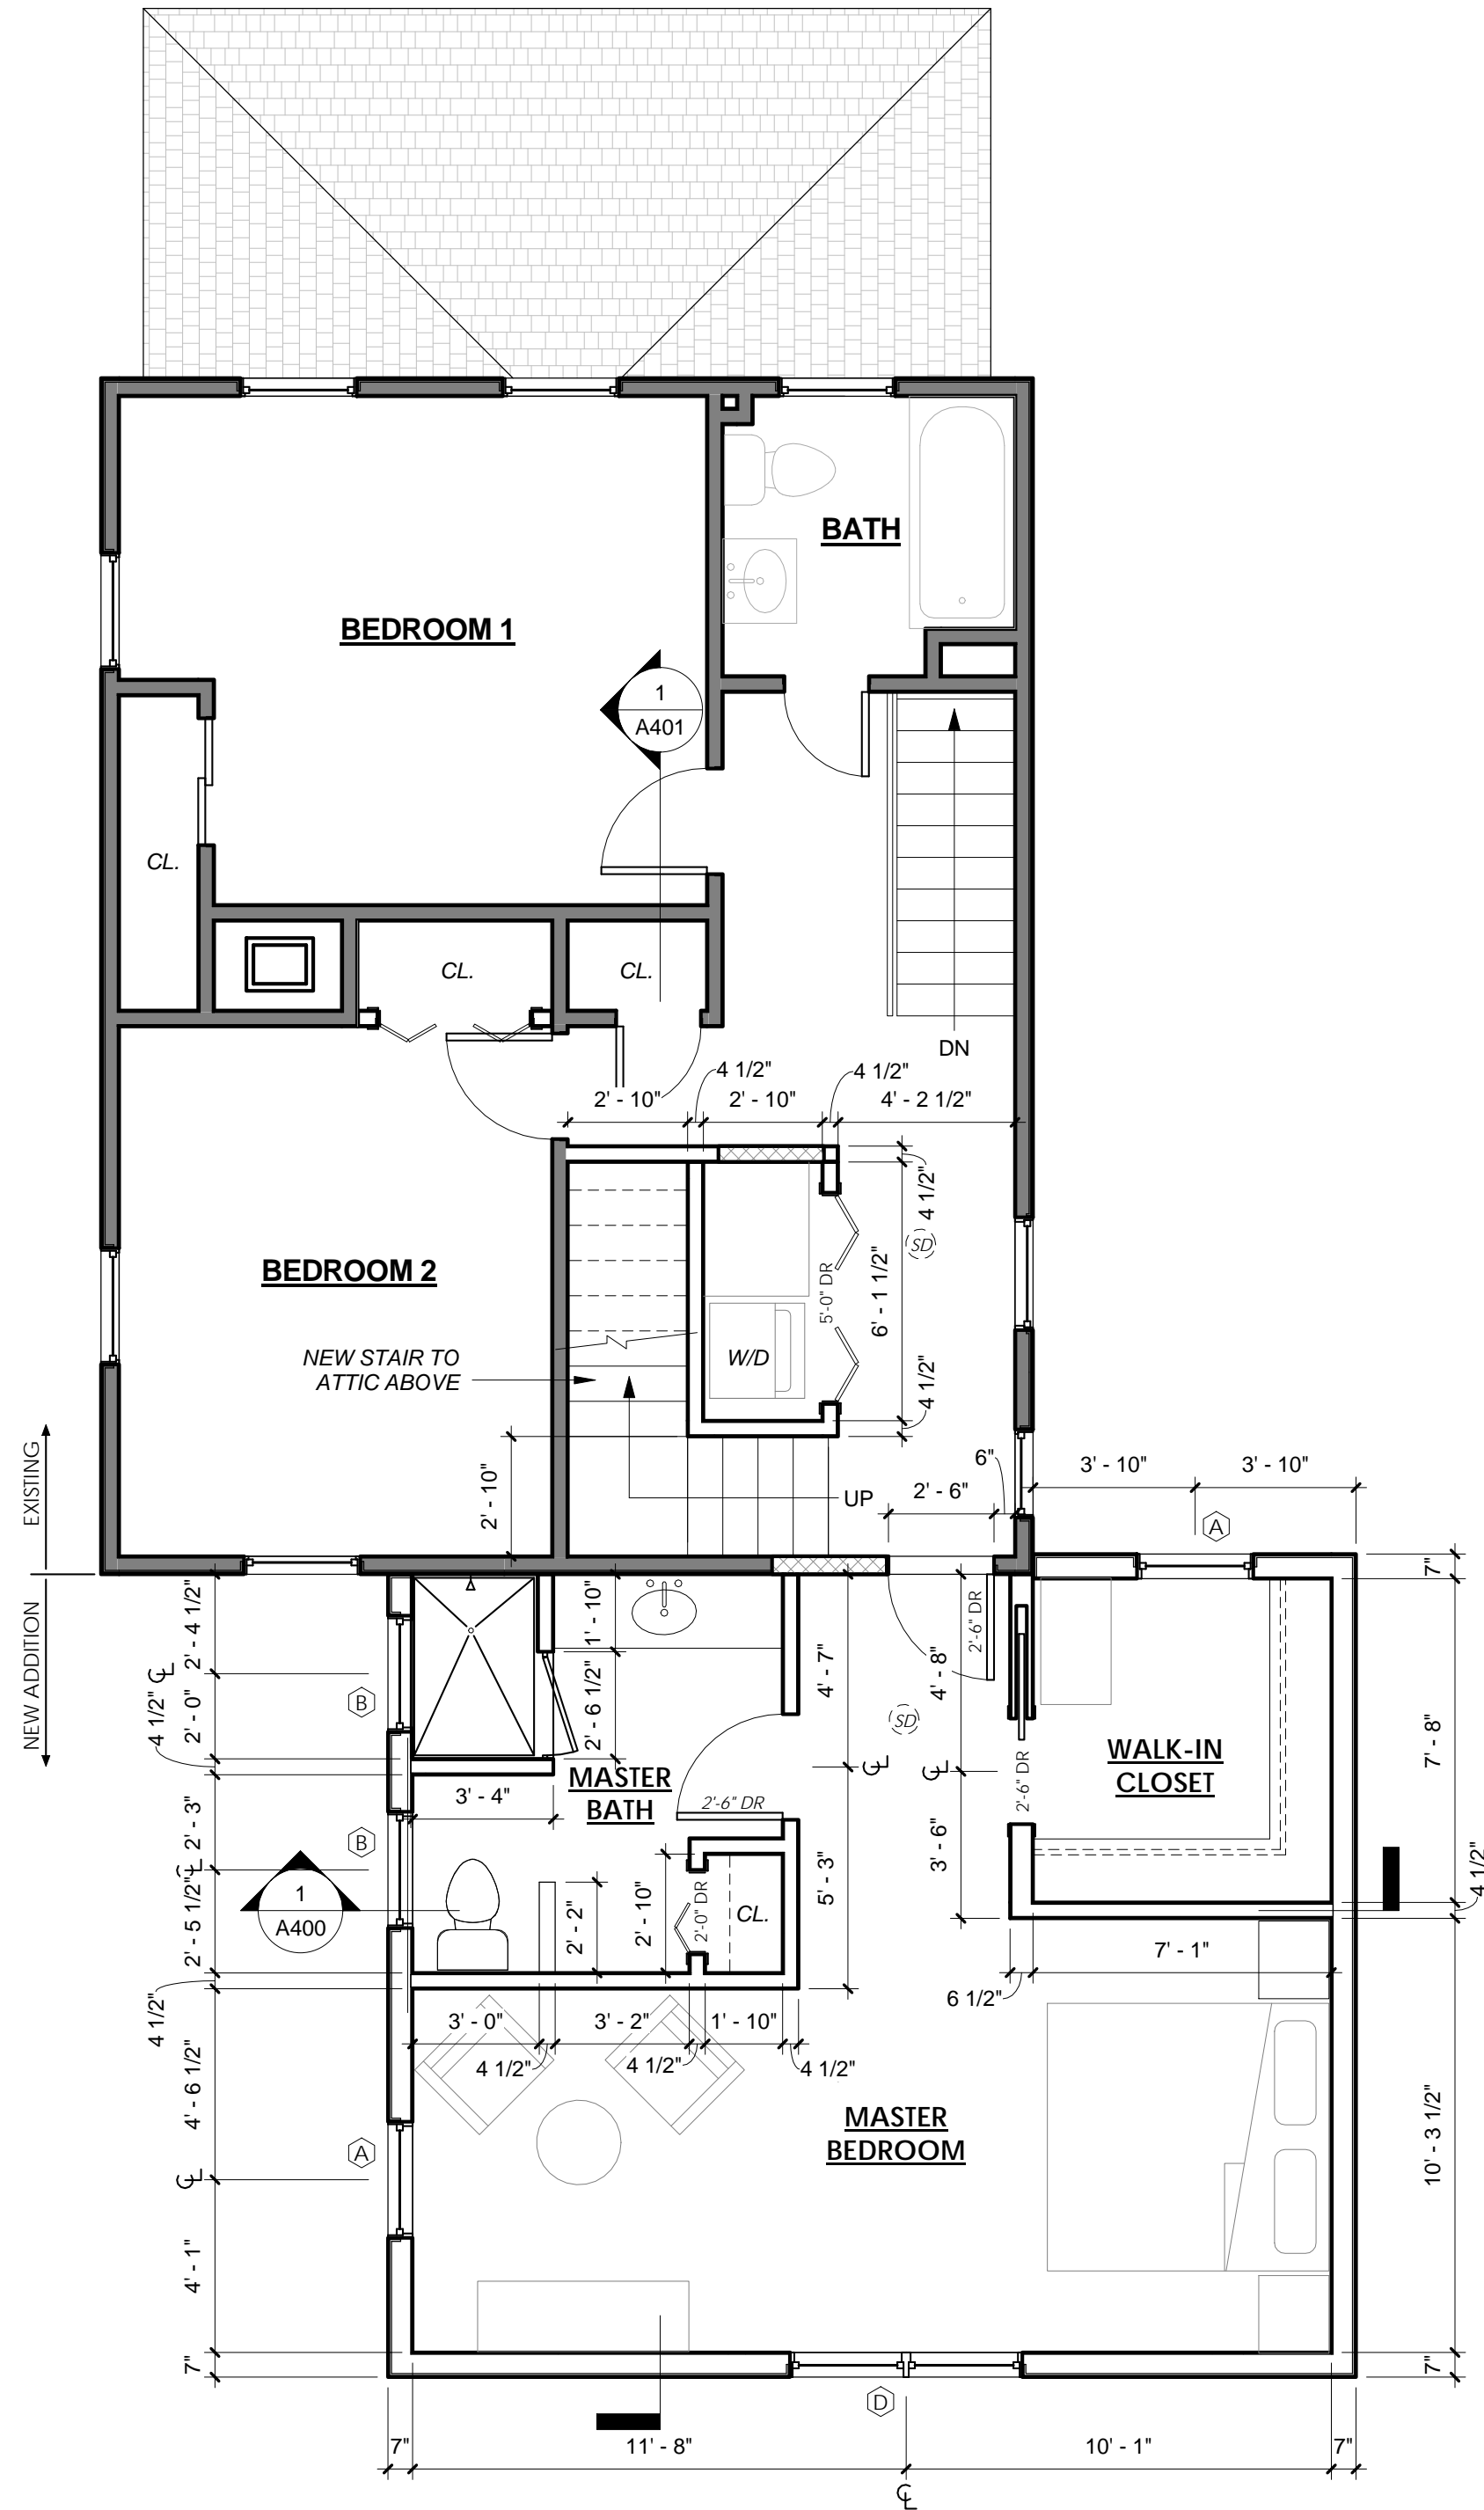 BATH
BEDROOM 1
1
A401
CL.
CL.
CL.
DN
4 1/2"
4 1/2"
2' - 10"
2' - 10"
4' - 2 1/2"
4 1/2"
SD
6' - 1 1/2"
5'-0" DR
BEDROOM 2
W/D
NEW STAIR TO
ATTIC ABOVE
4 1/2"
EXISTING
NEW ADDITION
2' - 10"
UP
6"
2' - 6"
3' - 10"
3' - 10"
A
7"
2' - 4 1/2"
1' - 10"
4' - 7"
4' - 8"
2'-6" DR
B
4 1/2"
2' - 0"
2' - 6 1/2"
SD
7' - 8"
WALK-IN
CLOSET
2'-6" DR
MASTER
BATH
3' - 4"
2'-6" DR
2' - 3"
B
3' - 6"
1
A400
2' - 5 1/2"
2' - 2"
2' - 10"
2'-0" DR
CL.
5' - 3"
4 1/2"
7' - 1"
6 1/2"
4 1/2"
3' - 0"
3' - 2"
1' - 10"
4 1/2"
4 1/2"
4 1/2"
4' - 6 1/2"
MASTER
BEDROOM
10' - 3 1/2"
A
4' - 1"
7"
7"
D
7"
11' - 8"
10' - 1"
7"